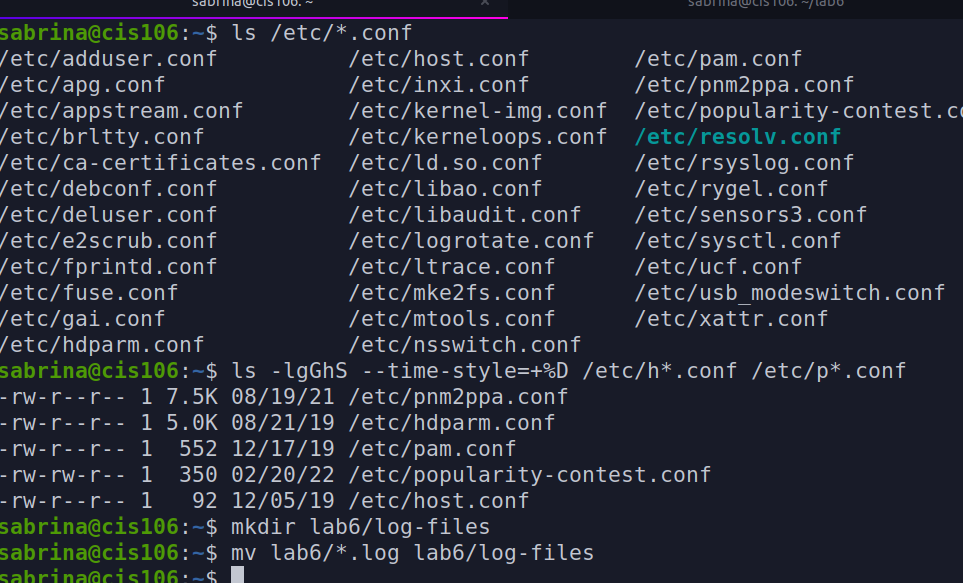 sabrina@cis106: ~ × sabrina@cis106: ~/lab6
sabrina@cis106:~$ ls /etc/*.conf
/etc/adduser.conf /etc/host.conf /etc/pam.conf
/etc/apg.conf /etc/inxi.conf /etc/pnm2ppa.conf
/etc/appstream.conf /etc/kernel-img.conf /etc/popularity-contest.co
/etc/brltty.conf /etc/kerneloops.conf /etc/resolv.conf
/etc/ca-certificates.conf /etc/ld.so.conf /etc/rsyslog.conf
/etc/debconf.conf /etc/libao.conf /etc/rygel.conf
/etc/deluser.conf /etc/libaudit.conf /etc/sensors3.conf
/etc/e2scrub.conf /etc/logrotate.conf /etc/sysctl.conf
/etc/fprintd.conf /etc/ltrace.conf /etc/ucf.conf
/etc/fuse.conf /etc/mke2fs.conf /etc/usb_modeswitch.conf
/etc/gai.conf /etc/mtools.conf /etc/xattr.conf
/etc/hdparm.conf /etc/nsswitch.conf
sabrina@cis106:~$ ls -lgGhS --time-style=+%D /etc/h*.conf /etc/p*.conf
-rw-r--r-- 1 7.5K 08/19/21 /etc/pnm2ppa.conf
-rw-r--r-- 1 5.0K 08/21/19 /etc/hdparm.conf
-rw-r--r-- 1 552 12/17/19 /etc/pam.conf
-rw-rw-r-- 1 350 02/20/22 /etc/popularity-contest.conf
-rw-r--r-- 1 92 12/05/19 /etc/host.conf
sabrina@cis106:~$ mkdir lab6/log-files
sabrina@cis106:~$ mv lab6/*.log lab6/log-files
sabrina@cis106:~$